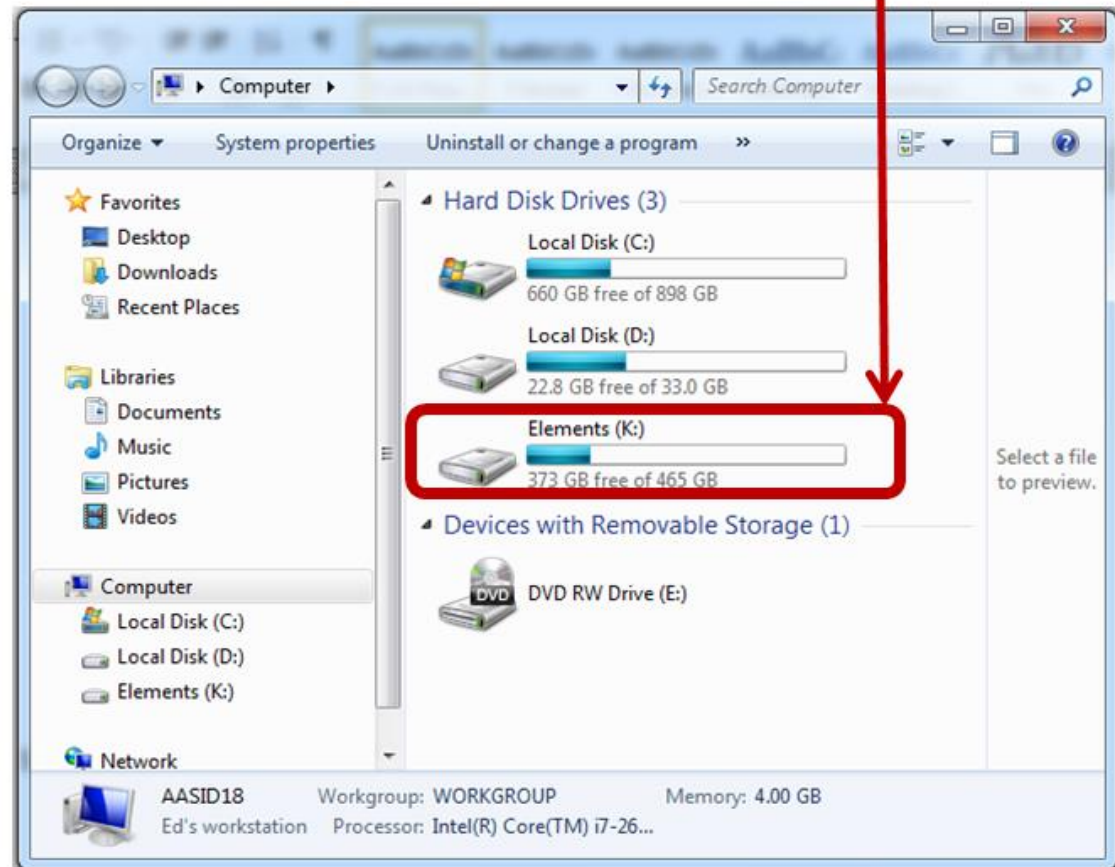 Computer
Search Computer
Organize System properties Uninstall or change a program »
Favorites
Desktop
Downloads
Recent Places
Libraries
Documents
Music
Pictures
Videos
Computer
Local Disk (C:)
Local Disk (D:)
Elements (K:)
Network
Hard Disk Drives (3)
Local Disk (C:)
660 GB free of 898 GB
Local Disk (D:)
22.8 GB free of 33.0 GB
Elements (K:)
373 GB free of 465 GB
Devices with Removable Storage (1)
DVD
DVD RW Drive (E:)
Select a file
to preview.
AASID18 Workgroup: WORKGROUP Memory: 4.00 GB
Ed's workstation Processor: Intel(R) Core(TM) i7-26...